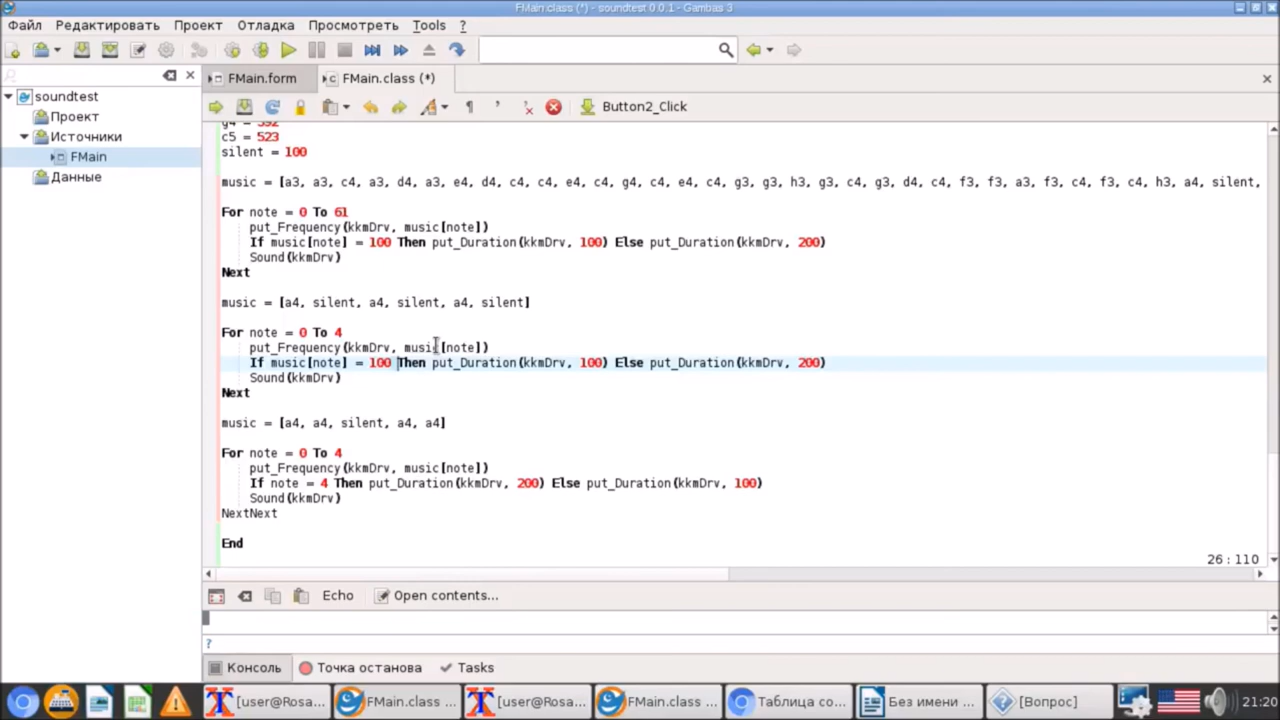 FMain.class (*) - soundtest 0.0.1 - Gambas 3
Файл Редактировать Проект Отладка Просмотреть Tools ?
FMain.form FMain.class (*)
soundtest
Проект
Источники
FMain
Данные
Button2_Click
g4 = 392
c5 = 523
silent = 100
music = [a3, a3, c4, a3, d4, a3, e4, d4, c4, c4, e4, c4, g4, c4, e4, c4, g3, g3, h3, g3, c4, g3, d4, c4, f3, f3, a3, f3, c4, f3, c4, h3, a4, silent,
For note = 0 To 61
put_Frequency(kkmDrv, music[note])
If music[note] = 100 Then put_Duration(kkmDrv, 100) Else put_Duration(kkmDrv, 200)
Sound(kkmDrv)
Next
music = [a4, silent, a4, silent, a4, silent]
For note = 0 To 4
put_Frequency(kkmDrv, music[note])
If music[note] = 100 Then put_Duration(kkmDrv, 100) Else put_Duration(kkmDrv, 200)
Sound(kkmDrv)
Next
music = [a4, a4, silent, a4, a4]
For note = 0 To 4
put_Frequency(kkmDrv, music[note])
If note = 4 Then put_Duration(kkmDrv, 200) Else put_Duration(kkmDrv, 100)
Sound(kkmDrv)
NextNext
End
26 : 110
Echo Open contents...
?
Консоль Точка останова Tasks
[user@Rosa... FMain.class ... [user@Rosa... FMain.class ... Таблица со... Без имени ... [Вопрос] 21:20